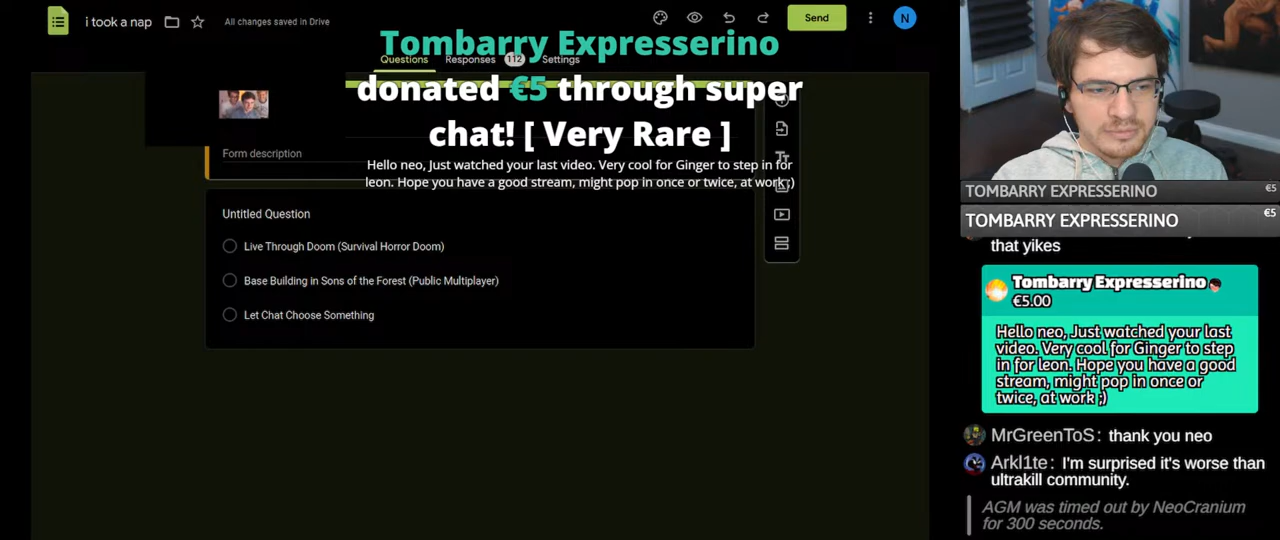 i took a nap
All changes saved in Drive
Send
N
Tombarry Expresserino
donated €5 through super
chat! [ Very Rare ]
Hello neo, Just watched your last video. Very cool for Ginger to step in for
leon. Hope you have a good stream, might pop in once or twice, at work ;)
Questions
Responses
112
Settings
Form description
Untitled Question
Live Through Doom (Survival Horror Doom)
Base Building in Sons of the Forest (Public Multiplayer)
Let Chat Choose Something
TOMBARRY EXPRESSERINO €5
TOMBARRY EXPRESSERINO €5
that yikes
Tombarry Expresserino
€5.00
Hello neo, Just watched your last
video. Very cool for Ginger to step
in for leon. Hope you have a good
stream, might pop in once or
twice, at work ;)
MrGreenToS: thank you neo
Arkl1te: I'm surprised it's worse than
ultrakill community.
AGM was timed out by NeoCranium
for 300 seconds.